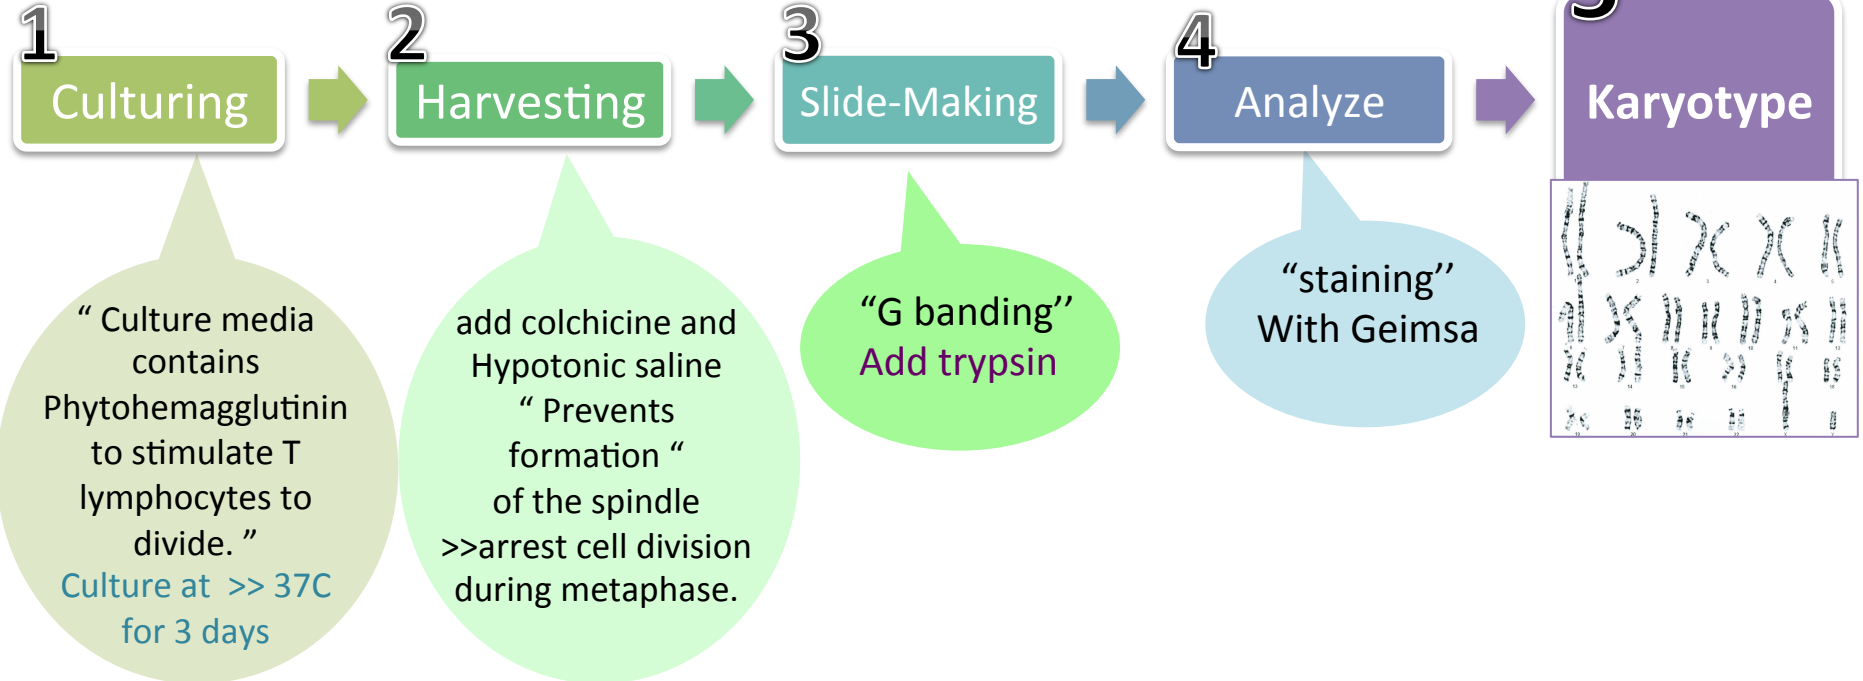 1
Culturing
“ Culture media
contains
Phytohemagglutinin
to stimulate T
lymphocytes to
divide. ”
Culture at >> 37C
for 3 days
2
Harvesting
add colchicine and
Hypotonic saline
“ Prevents
formation “
of the spindle
>>arrest cell division
during metaphase.
3
Slide-Making
“G banding’’
Add trypsin
4
Analyze
“staining’’
With Geimsa
5
Karyotype